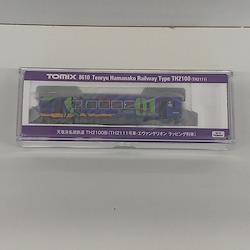 TOMIX 8610 Tenryu Hamanako Railway Type TH2100 (TH2111)
天竜浜名湖鉄道 TH2100形(TH2111号車・エヴァンゲリオン ラッピング列車)